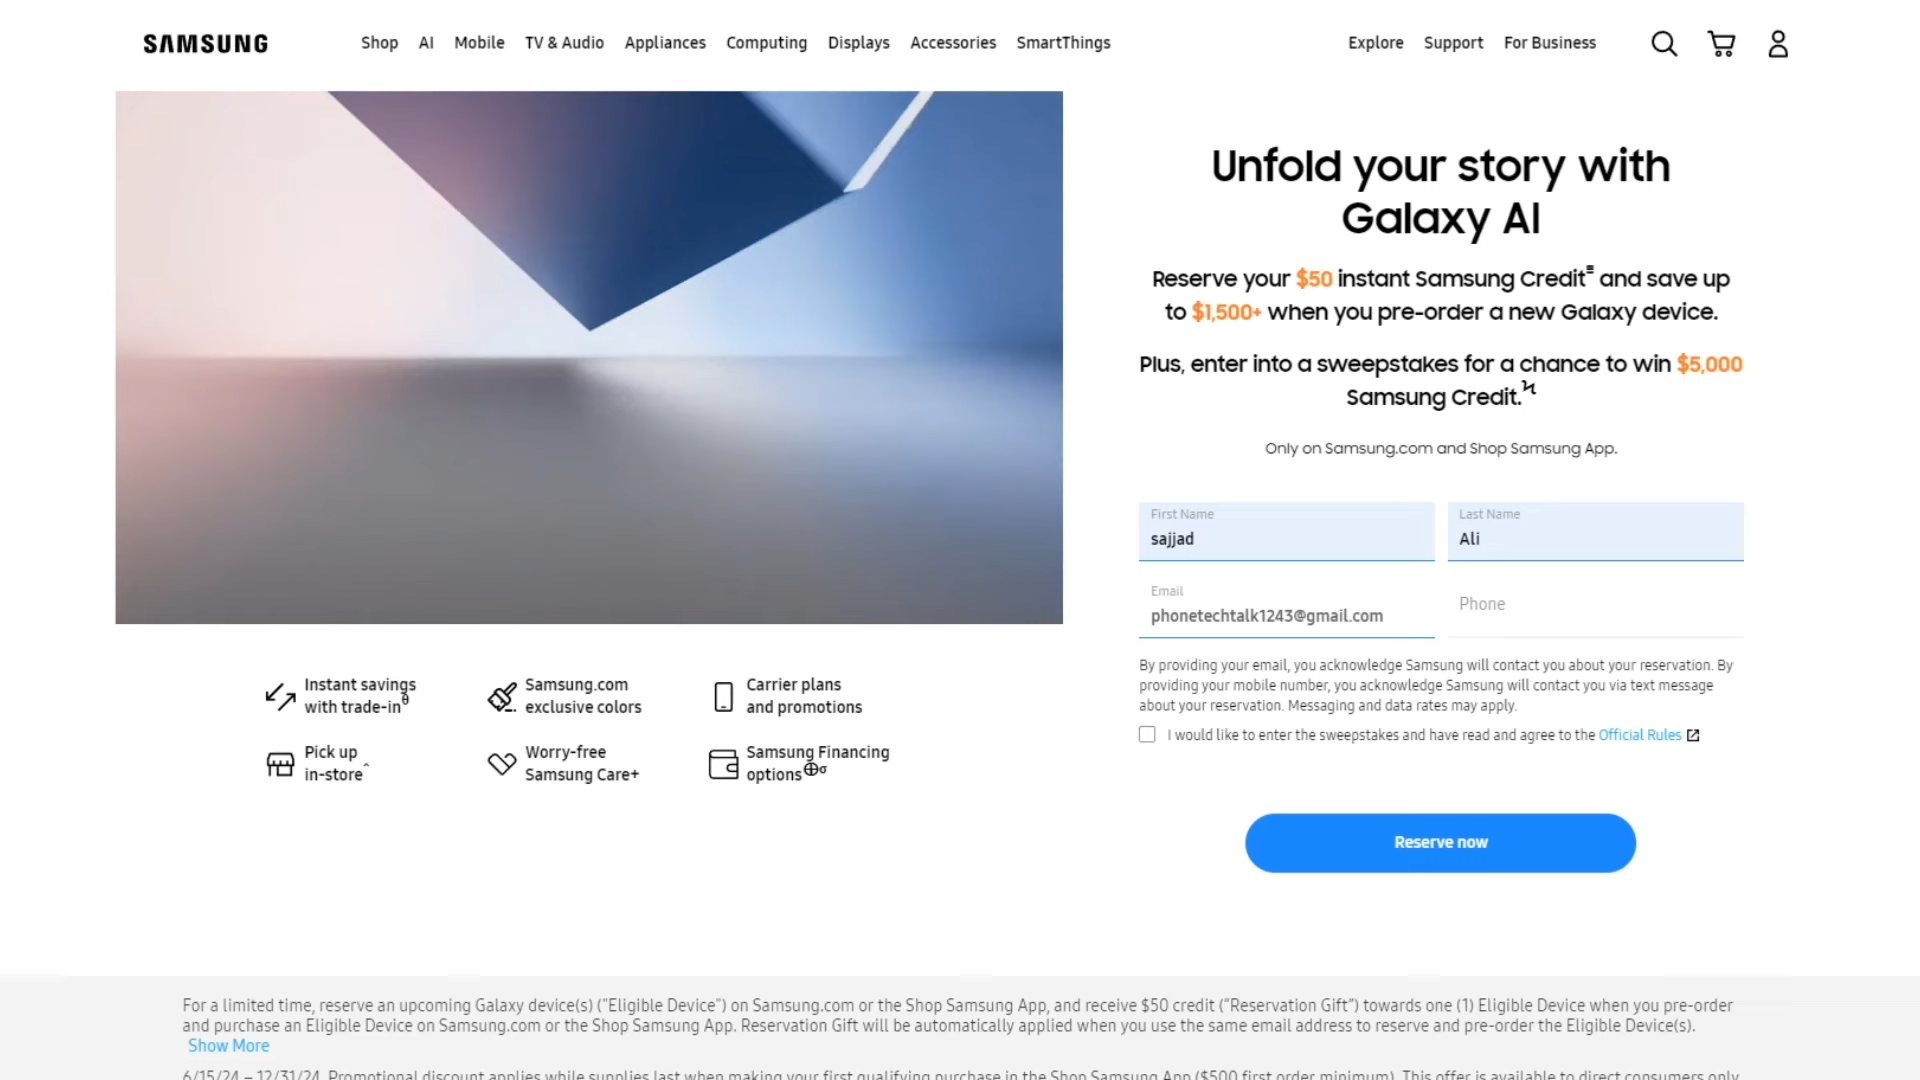 SAMSUNG
Shop AI Mobile TV & Audio Appliances Computing Displays Accessories SmartThings
Explore Support For Business
Unfold your story with
Galaxy AI
Reserve your $50 instant Samsung Credit≡ and save up
to $1,500+ when you pre-order a new Galaxy device.
Plus, enter into a sweepstakes for a chance to win $5,000
Samsung Credit.Ϟ
Only on Samsung.com and Shop Samsung App.
First Name
sajjad
Last Name
Ali
Email
phonetechtalk1243@gmail.com
Phone
By providing your email, you acknowledge Samsung will contact you about your reservation. By
providing your mobile number, you acknowledge Samsung will contact you via text message
about your reservation. Messaging and data rates may apply.
I would like to enter the sweepstakes and have read and agree to the Official Rules
Reserve now
Instant savings
with trade-inθ
Samsung.com
exclusive colors
Carrier plans
and promotions
Pick up
in-store^
Worry-free
Samsung Care+
Samsung Financing
options⊕σ
For a limited time, reserve an upcoming Galaxy device(s) ("Eligible Device") on Samsung.com or the Shop Samsung App, and receive $50 credit (“Reservation Gift”) towards one (1) Eligible Device when you pre-order
and purchase an Eligible Device on Samsung.com or the Shop Samsung App. Reservation Gift will be automatically applied when you use the same email address to reserve and pre-order the Eligible Device(s).
Show More
6/15/24 – 12/31/24. Promotional discount applies while supplies last when making your first qualifying purchase in the Shop Samsung App ($500 first order minimum). This offer is available to direct consumers only